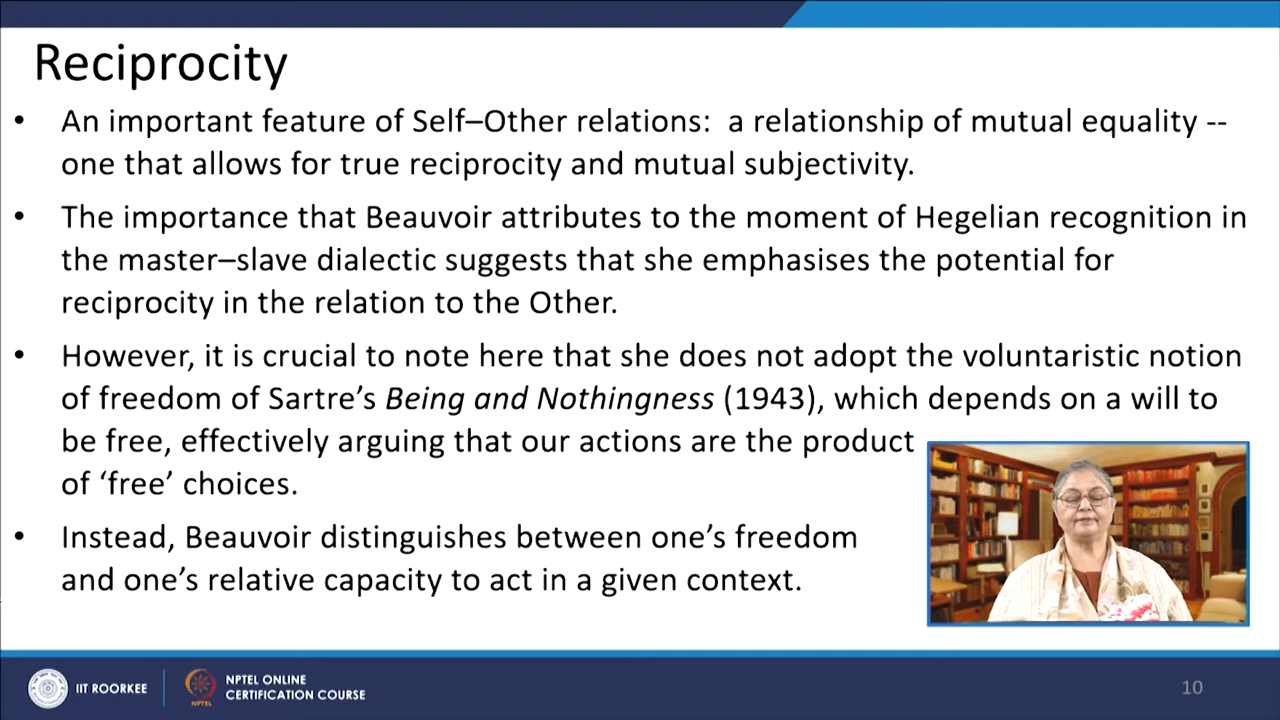 Reciprocity
• An important feature of Self–Other relations:  a relationship of mutual equality --
one that allows for true reciprocity and mutual subjectivity.
• The importance that Beauvoir attributes to the moment of Hegelian recognition in
the master–slave dialectic suggests that she emphasises the potential for
reciprocity in the relation to the Other.
• However, it is crucial to note here that she does not adopt the voluntaristic notion
of freedom of Sartre’s Being and Nothingness (1943), which depends on a will to
be free, effectively arguing that our actions are the product
of ‘free’ choices.
• Instead, Beauvoir distinguishes between one’s freedom
and one’s relative capacity to act in a given context.
IIT ROORKEE
NPTEL
NPTEL ONLINE
CERTIFICATION COURSE
10